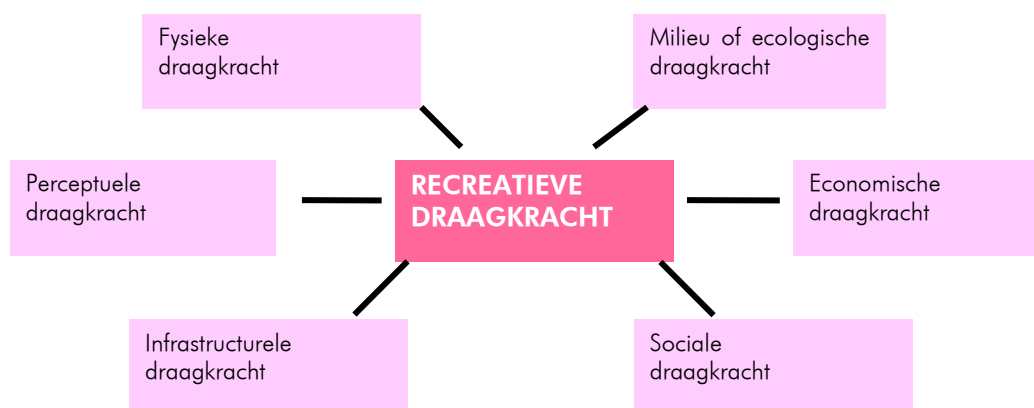 Fysieke
draagkracht
Milieu of ecologische
draagkracht
Perceptuele
draagkracht
RECREATIEVE
DRAAGKRACHT
Economische
draagkracht
Infrastructurele
draagkracht
Sociale
draagkracht